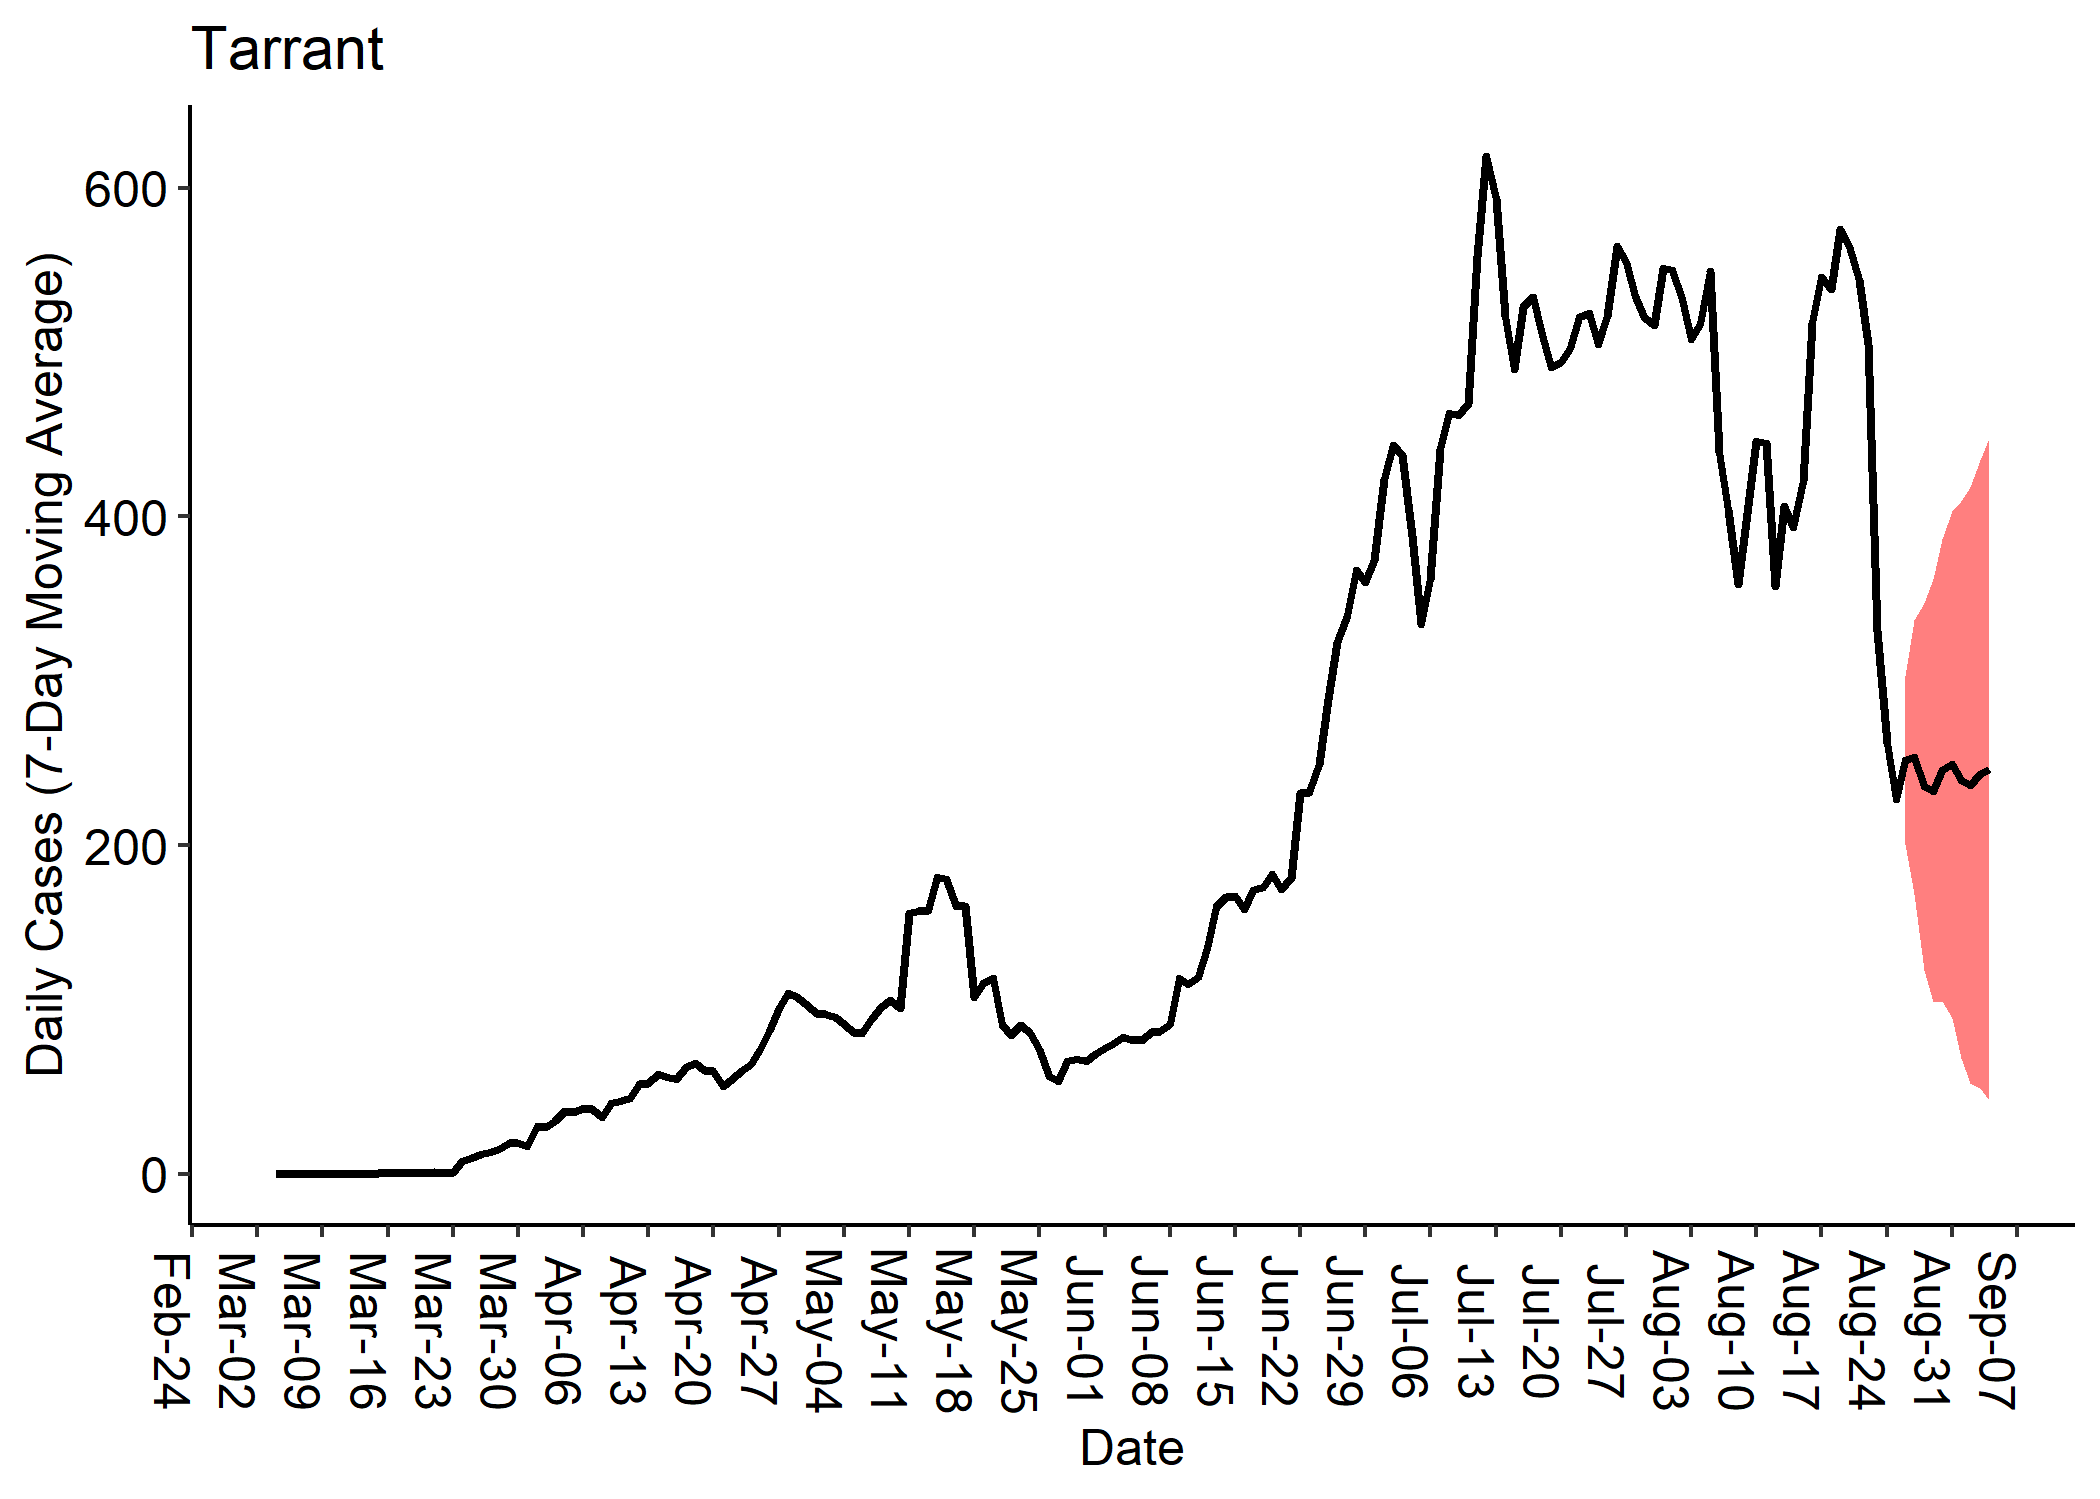 Tarrant
Daily Cases (7-Day Moving Average)
600
400
200
0
Feb-24
Mar-02
Mar-09
Mar-16
Mar-23
Mar-30
Apr-06
Apr-13
Apr-20
Apr-27
May-04
May-11
May-18
May-25
Jun-01
Jun-08
Jun-15
Jun-22
Jun-29
Jul-06
Jul-13
Jul-20
Jul-27
Aug-03
Aug-10
Aug-17
Aug-24
Aug-31
Sep-07
Date